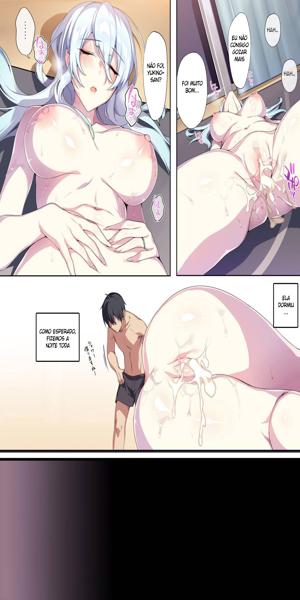 HAH...
HAH...
EU NÃO
CONSIGO
GOZAR
MAIS
FOI MUITO
BOM...
NÃO FOI,
YUKINO-
SAN?
ELA
DORMIU ...
COMO ESPERADO,
FIZEMOS A
NOITE TODA